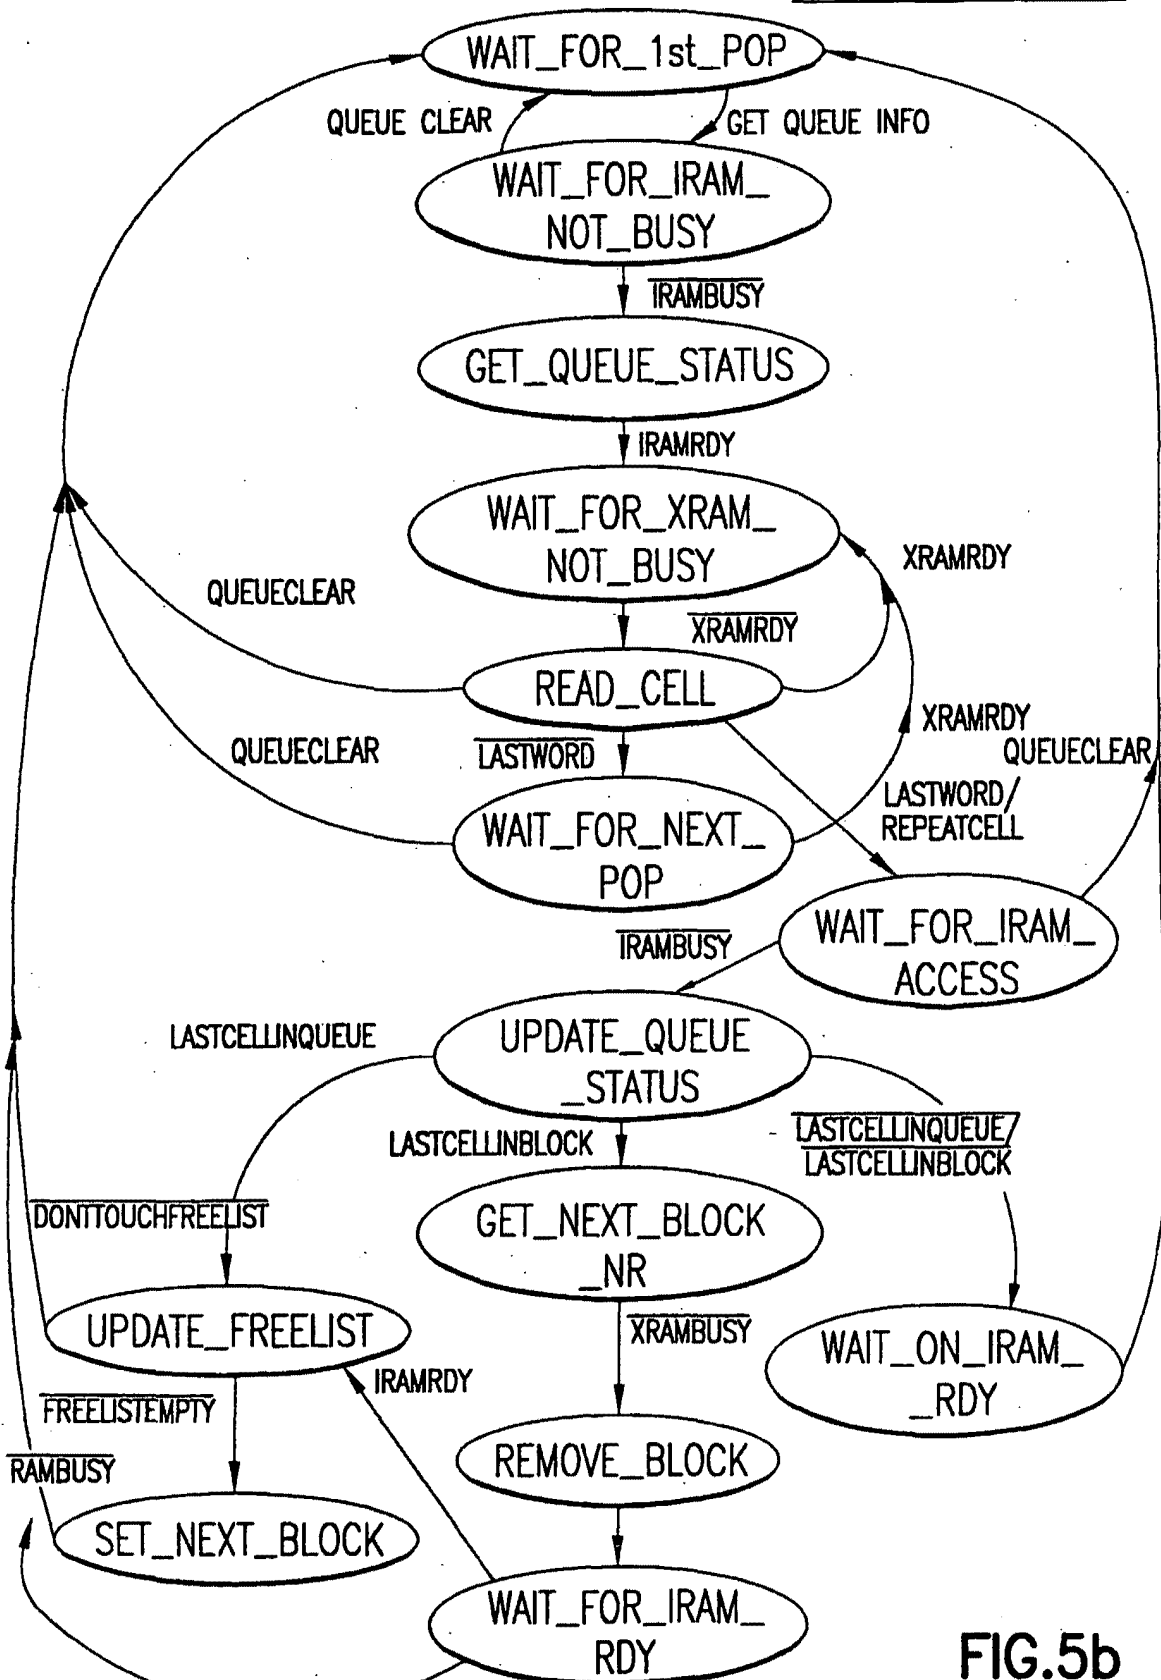 WAIT_FOR_1st_POP
QUEUE CLEAR
GET QUEUE INFO
WAIT_FOR_IRAM_
NOT_BUSY
IRAMBUSY
GET_QUEUE_STATUS
IRAMRDY
WAIT_FOR_XRAM_
NOT_BUSY
XRAMRDY
QUEUECLEAR
XRAMRDY
READ_CELL
XRAMRDY
QUEUECLEAR
LASTWORD
QUEUECLEAR
LASTWORD/
REPEATCELL
WAIT_FOR_NEXT_
POP
WAIT_FOR_IRAM_
ACCESS
IRAMBUSY
LASTCELLINQUEUE
UPDATE_QUEUE
_STATUS
LASTCELLINBLOCK
LASTCELLINQUEUE/
LASTCELLINBLOCK
DONTTOUCHFREELIST
GET_NEXT_BLOCK
_NR
UPDATE_FREELIST
XRAMBUSY
WAIT_ON_IRAM_
_RDY
IRAMRDY
FREELISTEMPTY
REMOVE_BLOCK
RAMBUSY
SET_NEXT_BLOCK
WAIT_FOR_IRAM_
RDY
FIG.5b